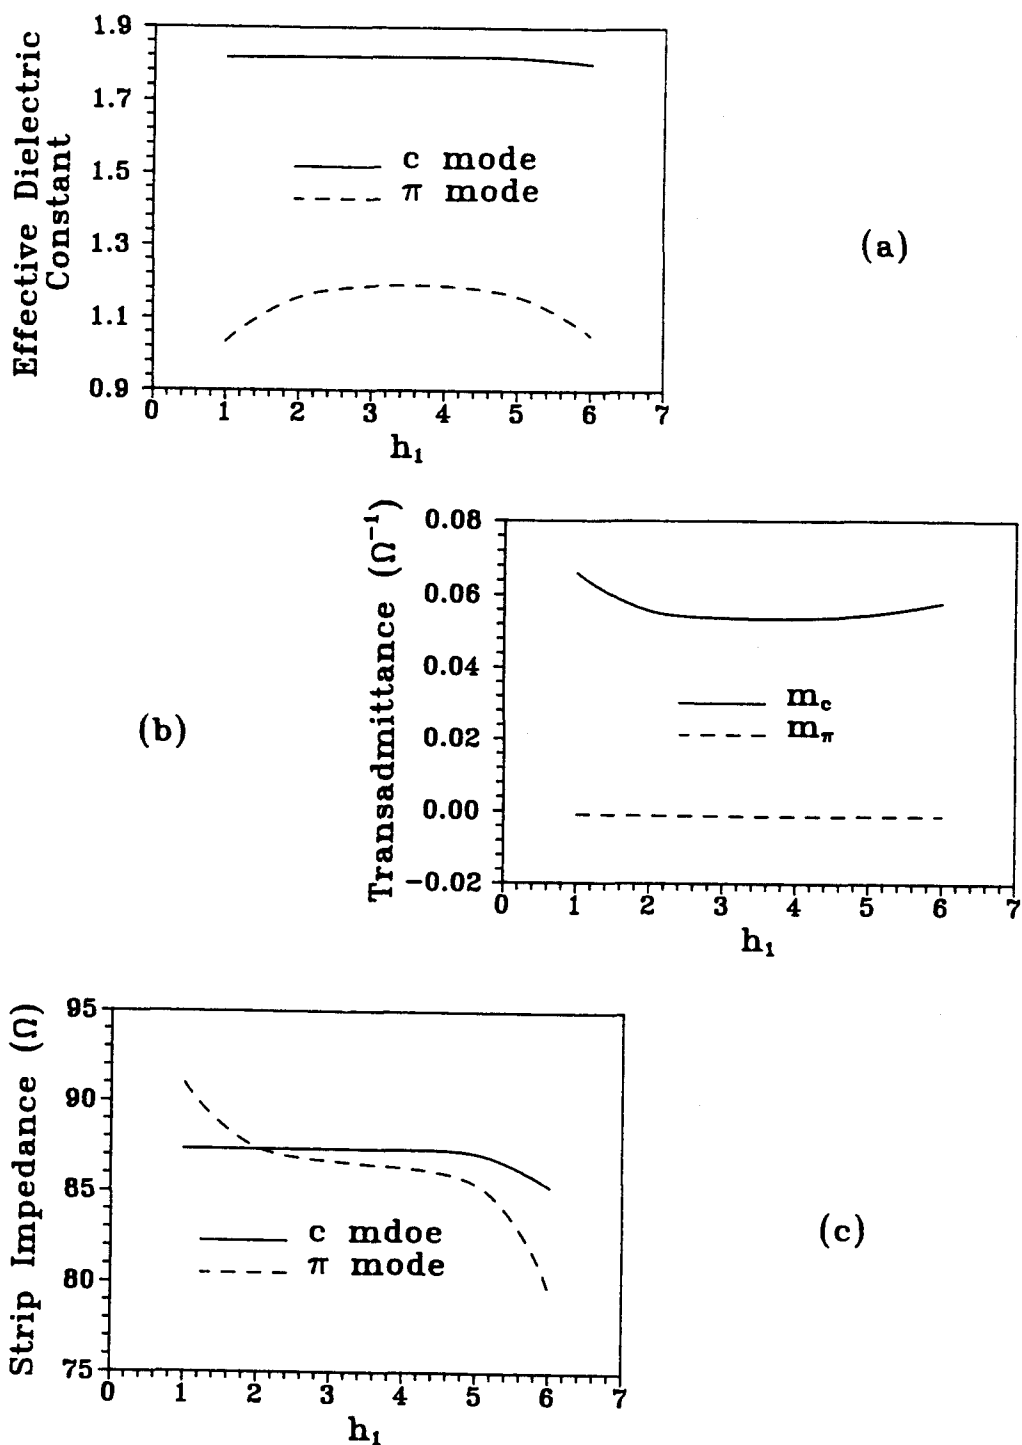 Effective Dielectric
Constant
1.9
1.7
1.5
1.3
1.1
0.9
c mode
π mode
0 1 2 3 4 5 6 7
h₁
(a)
Transadmittance (Ω⁻¹)
0.08
0.06
0.04
0.02
0.00
−0.02
m_c
m_π
0 1 2 3 4 5 6 7
h₁
(b)
Strip Impedance (Ω)
95
90
85
80
75
c mdoe
π mode
0 1 2 3 4 5 6 7
h₁
(c)